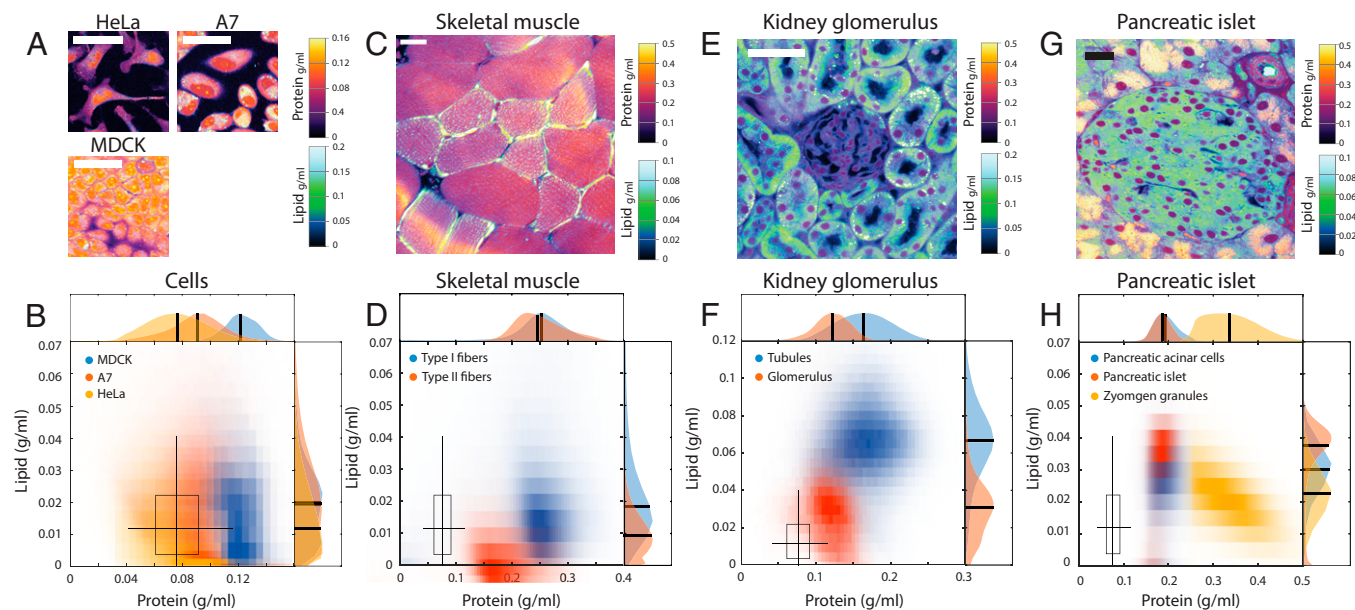 A
HeLa
A7
MDCK
0.16
0.12
0.8
0.4
0
Protein g/ml
0.2
0.15
0.1
0.05
0
Lipid g/ml
C
Skeletal muscle
0.5
0.4
0.3
0.2
0.1
0
Protein g/ml
0.1
0.08
0.06
0.04
0.02
0
Lipid g/ml
E
Kidney glomerulus
0.5
0.4
0.3
0.2
0.1
0
Protein g/ml
0.2
0.15
0.1
0.05
0
Lipid g/ml
G
Pancreatic islet
0.5
0.4
0.3
0.2
0.1
0
Protein g/ml
0.1
0.08
0.06
0.04
0.02
0
Lipid g/ml
B
Cells
MDCK
A7
HeLa
0.07
0.06
0.05
0.04
0.03
0.02
0.01
0
Lipid (g/ml)
0
0.04
0.08
0.12
Protein (g/ml)
D
Skeletal muscle
Type I fibers
Type II fibers
0.07
0.06
0.05
0.04
0.03
0.02
0.01
0
Lipid (g/ml)
0
0.1
0.2
0.3
0.4
Protein (g/ml)
F
Kidney glomerulus
Tubules
Glomerulus
0.12
0.10
0.08
0.06
0.04
0.02
0
Lipid (g/ml)
0
0.1
0.2
0.3
Protein (g/ml)
H
Pancreatic islet
Pancreatic acinar cells
Pancreatic islet
Zyomgen granules
0.07
0.06
0.05
0.04
0.03
0.02
0.01
0
Lipid (g/ml)
0
0.1
0.2
0.3
0.4
0.5
Protein (g/ml)